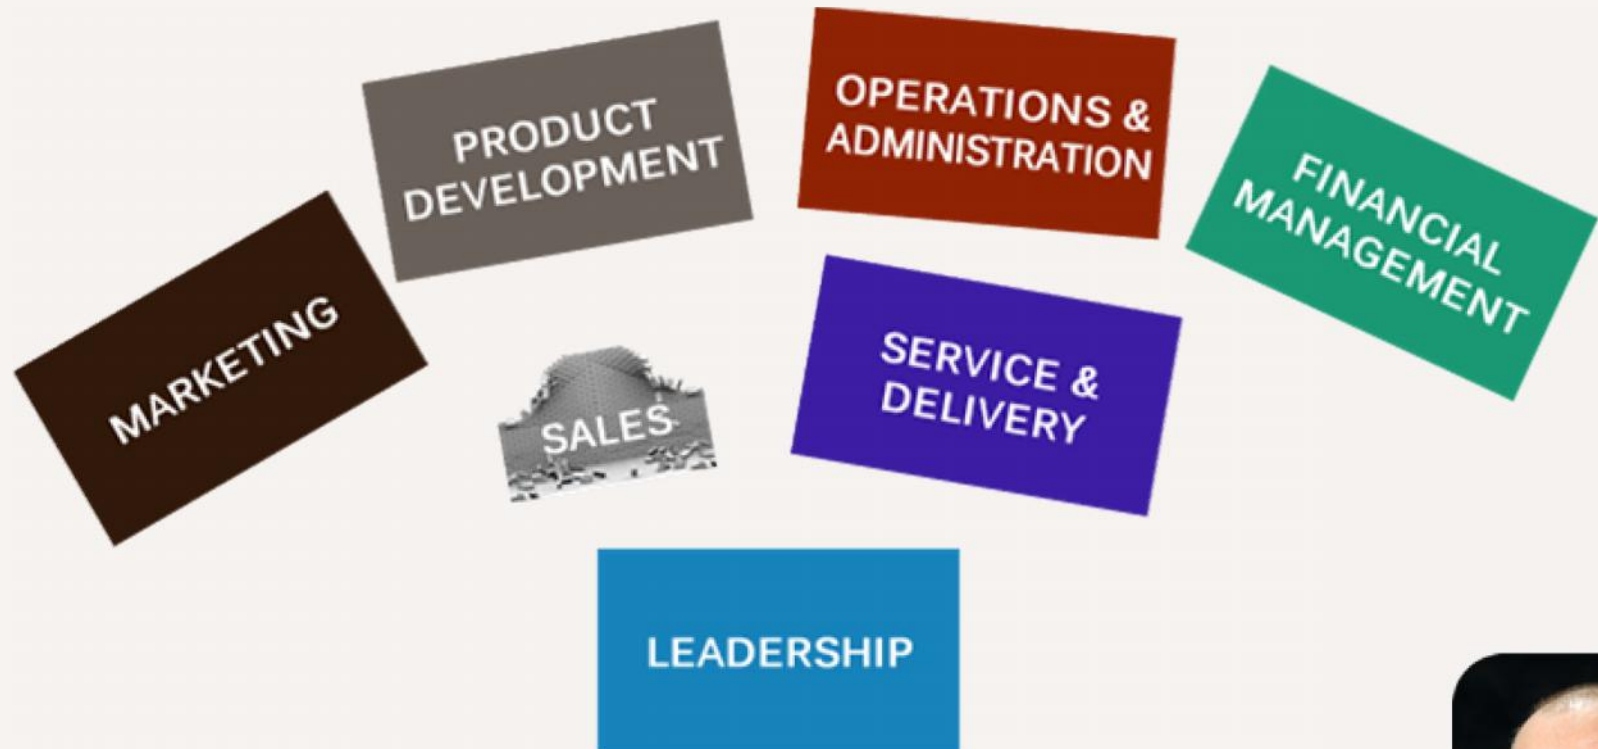 PRODUCT
DEVELOPMENT
OPERATIONS &
ADMINISTRATION
FINANCIAL
MANAGEMENT
MARKETING
SALES
SERVICE &
DELIVERY
LEADERSHIP